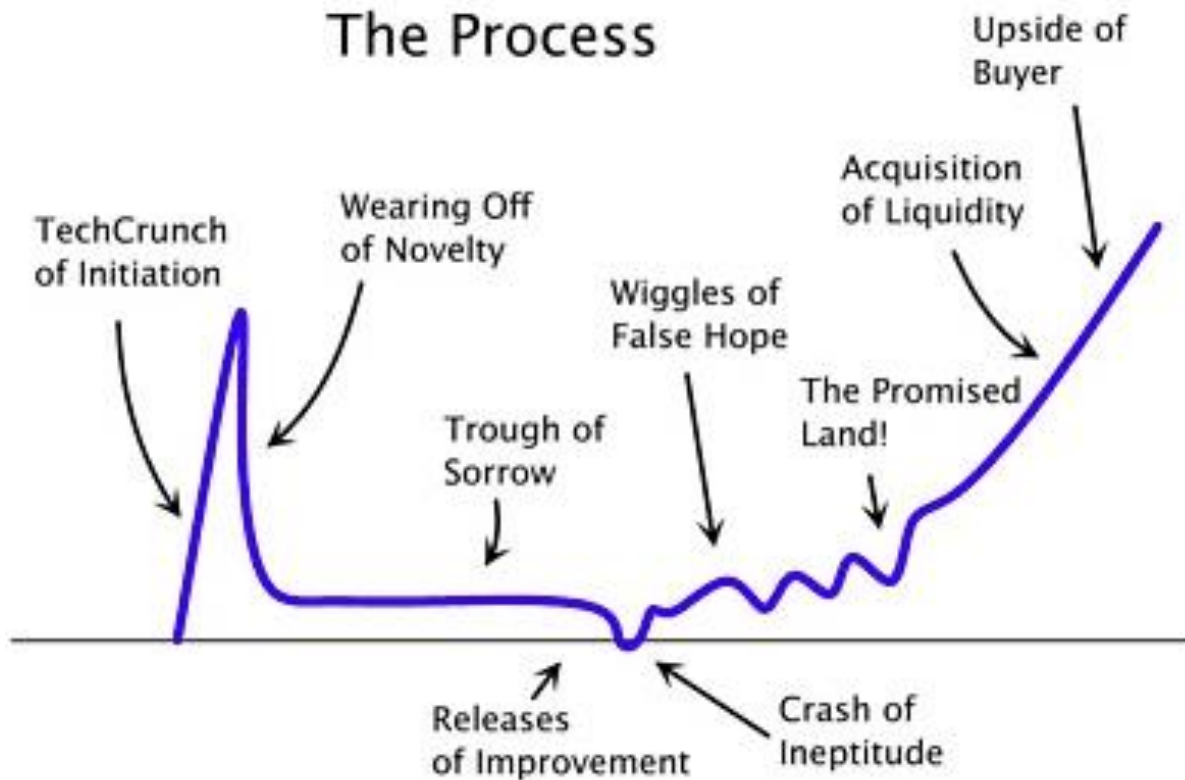 The Process
Upside of
Buyer
Acquisition
of Liquidity
Wearing Off
of Novelty
TechCrunch
of Initiation
Wiggles of
False Hope
The Promised
Land!
Trough of
Sorrow
Releases
of Improvement
Crash of
Ineptitude